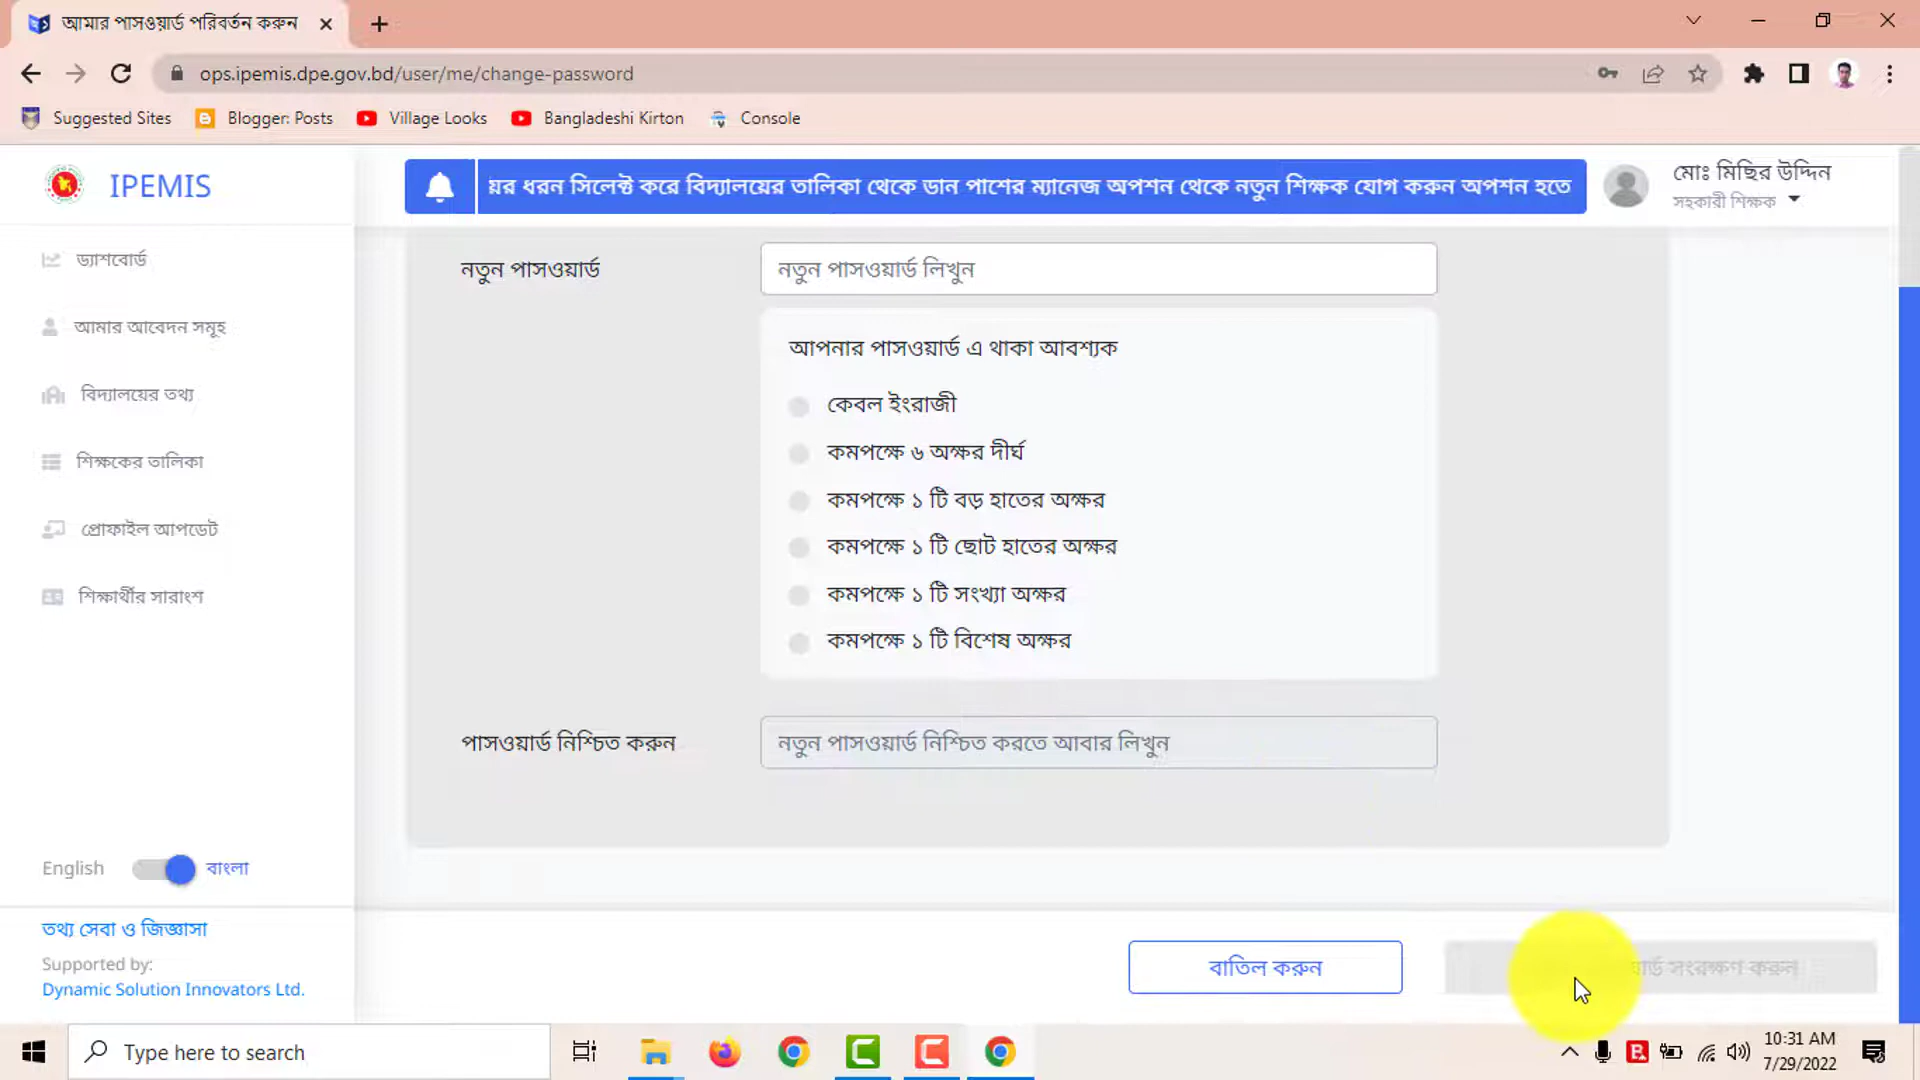 আমার পাসওয়ার্ড পরিবর্তন করুন
ops.ipemis.dpe.gov.bd/user/me/change-password
Suggested Sites
Blogger: Posts
Village Looks
Bangladeshi Kirton
Console
IPEMIS
য়র ধরন সিলেক্ট করে বিদ্যালয়ের তালিকা থেকে ডান পাশের ম্যানেজ অপশন থেকে নতুন শিক্ষক যোগ করুন অপশন হতে
মোঃ মিছির উদ্দিন
সহকারী শিক্ষক
ড্যাশবোর্ড
আমার আবেদন সমূহ
বিদ্যালয়ের তথ্য
শিক্ষকের তালিকা
প্রোফাইল আপডেট
শিক্ষার্থীর সারাংশ
English
বাংলা
তথ্য সেবা ও জিজ্ঞাসা
Supported by:
Dynamic Solution Innovators Ltd.
নতুন পাসওয়ার্ড
নতুন পাসওয়ার্ড লিখুন
আপনার পাসওয়ার্ড এ থাকা আবশ্যক
কেবল ইংরাজী
কমপক্ষে ৬ অক্ষর দীর্ঘ
কমপক্ষে ১ টি বড় হাতের অক্ষর
কমপক্ষে ১ টি ছোট হাতের অক্ষর
কমপক্ষে ১ টি সংখ্যা অক্ষর
কমপক্ষে ১ টি বিশেষ অক্ষর
পাসওয়ার্ড নিশ্চিত করুন
নতুন পাসওয়ার্ড নিশ্চিত করতে আবার লিখুন
বাতিল করুন
সংরক্ষণ করুন
Type here to search
10:31 AM
7/29/2022